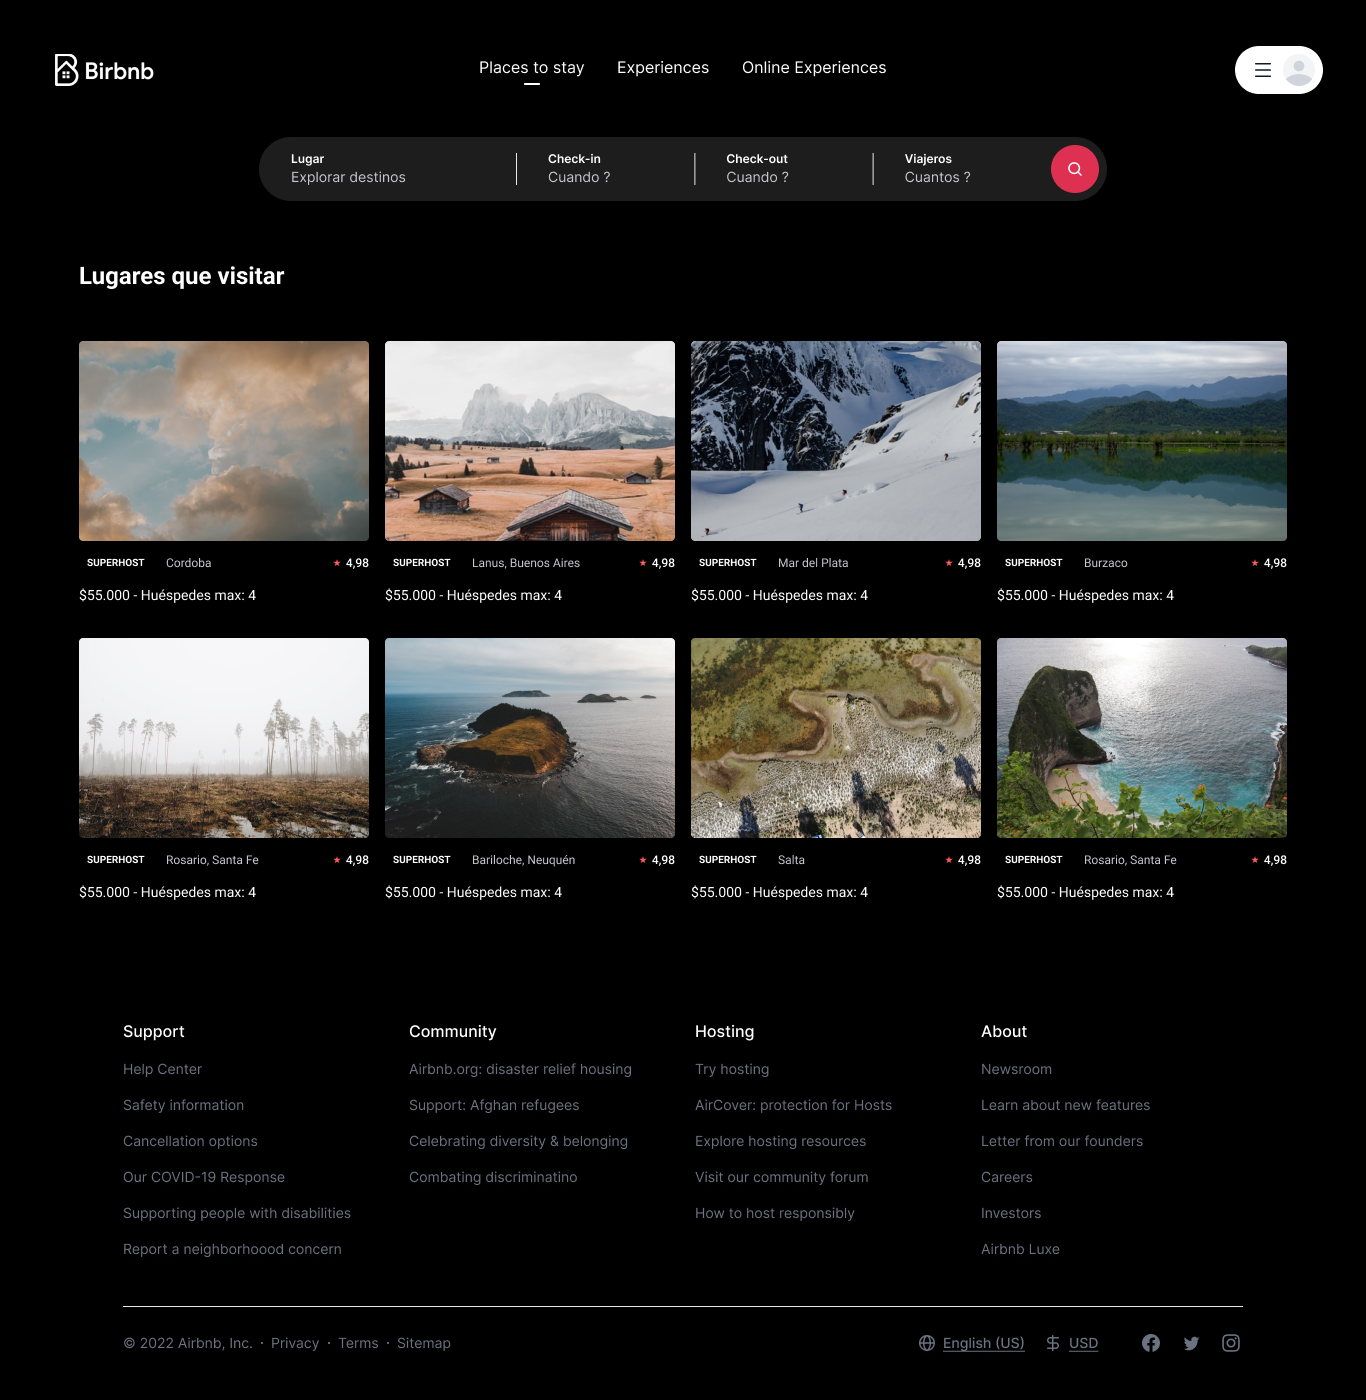 Birbnb
Places to stay
Experiences
Online Experiences
Lugar
Explorar destinos
Check-in
Cuando ?
Check-out
Cuando ?
Viajeros
Cuantos ?
Lugares que visitar
SUPERHOST Cordoba 4,98
$55.000 - Huéspedes max: 4
SUPERHOST Lanus, Buenos Aires 4,98
$55.000 - Huéspedes max: 4
SUPERHOST Mar del Plata 4,98
$55.000 - Huéspedes max: 4
SUPERHOST Burzaco 4,98
$55.000 - Huéspedes max: 4
SUPERHOST Rosario, Santa Fe 4,98
$55.000 - Huéspedes max: 4
SUPERHOST Bariloche, Neuquén 4,98
$55.000 - Huéspedes max: 4
SUPERHOST Salta 4,98
$55.000 - Huéspedes max: 4
SUPERHOST Rosario, Santa Fe 4,98
$55.000 - Huéspedes max: 4
Support
Help Center
Safety information
Cancellation options
Our COVID-19 Response
Supporting people with disabilities
Report a neighborhoood concern
Community
Airbnb.org: disaster relief housing
Support: Afghan refugees
Celebrating diversity & belonging
Combating discriminatino
Hosting
Try hosting
AirCover: protection for Hosts
Explore hosting resources
Visit our community forum
How to host responsibly
About
Newsroom
Learn about new features
Letter from our founders
Careers
Investors
Airbnb Luxe
© 2022 Airbnb, Inc. · Privacy · Terms · Sitemap
English (US)
$ USD